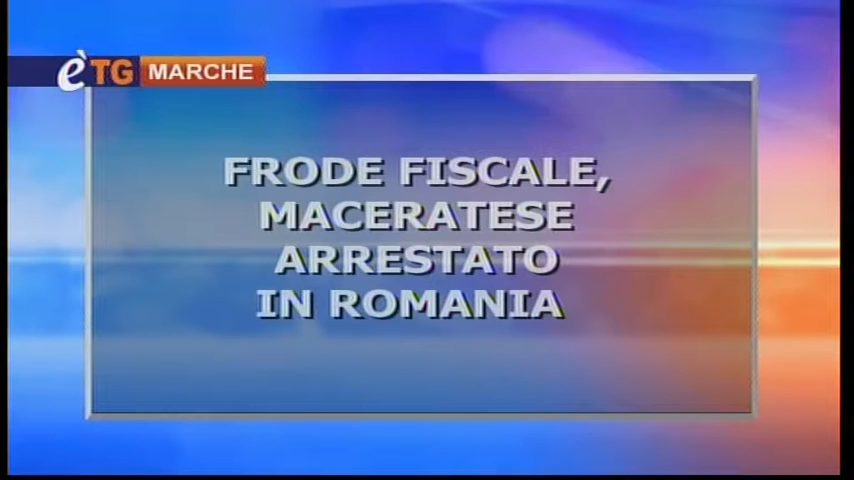 èTG MARCHE
FRODE FISCALE,
MACERATESE
ARRESTATO
IN ROMANIA